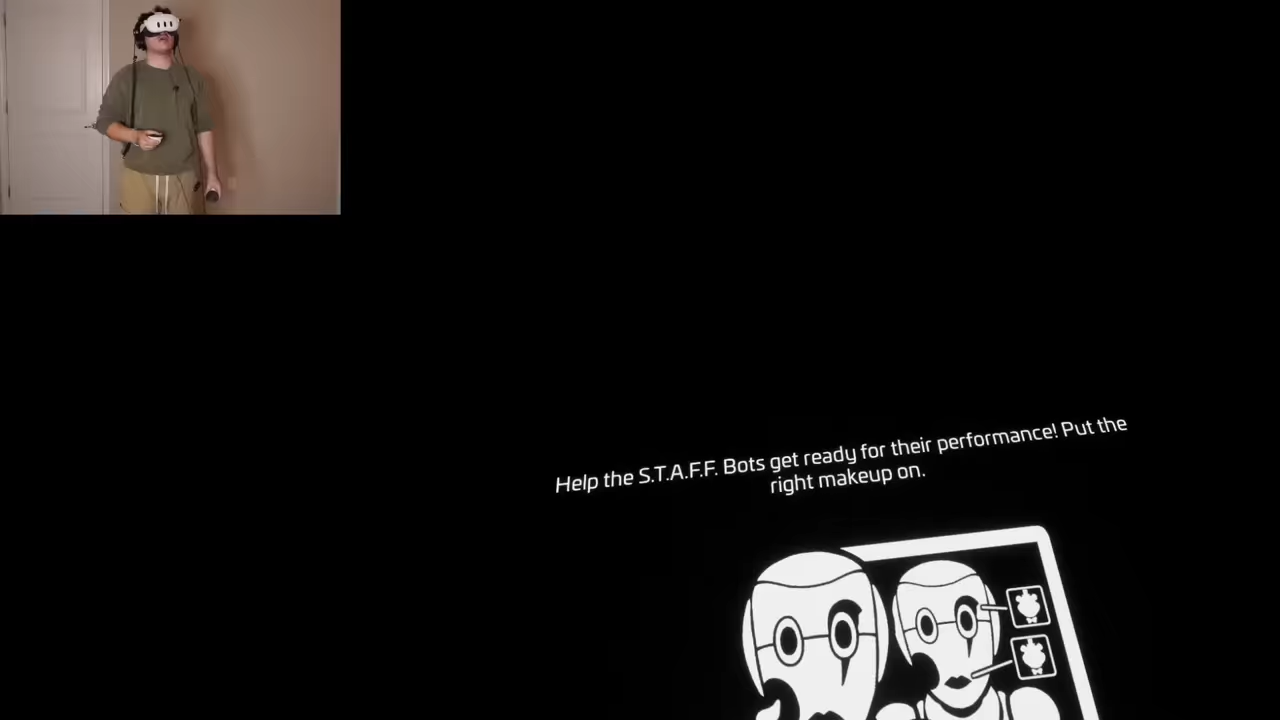 Help the S.T.A.F.F. Bots get ready for their performance! Put the
right makeup on.